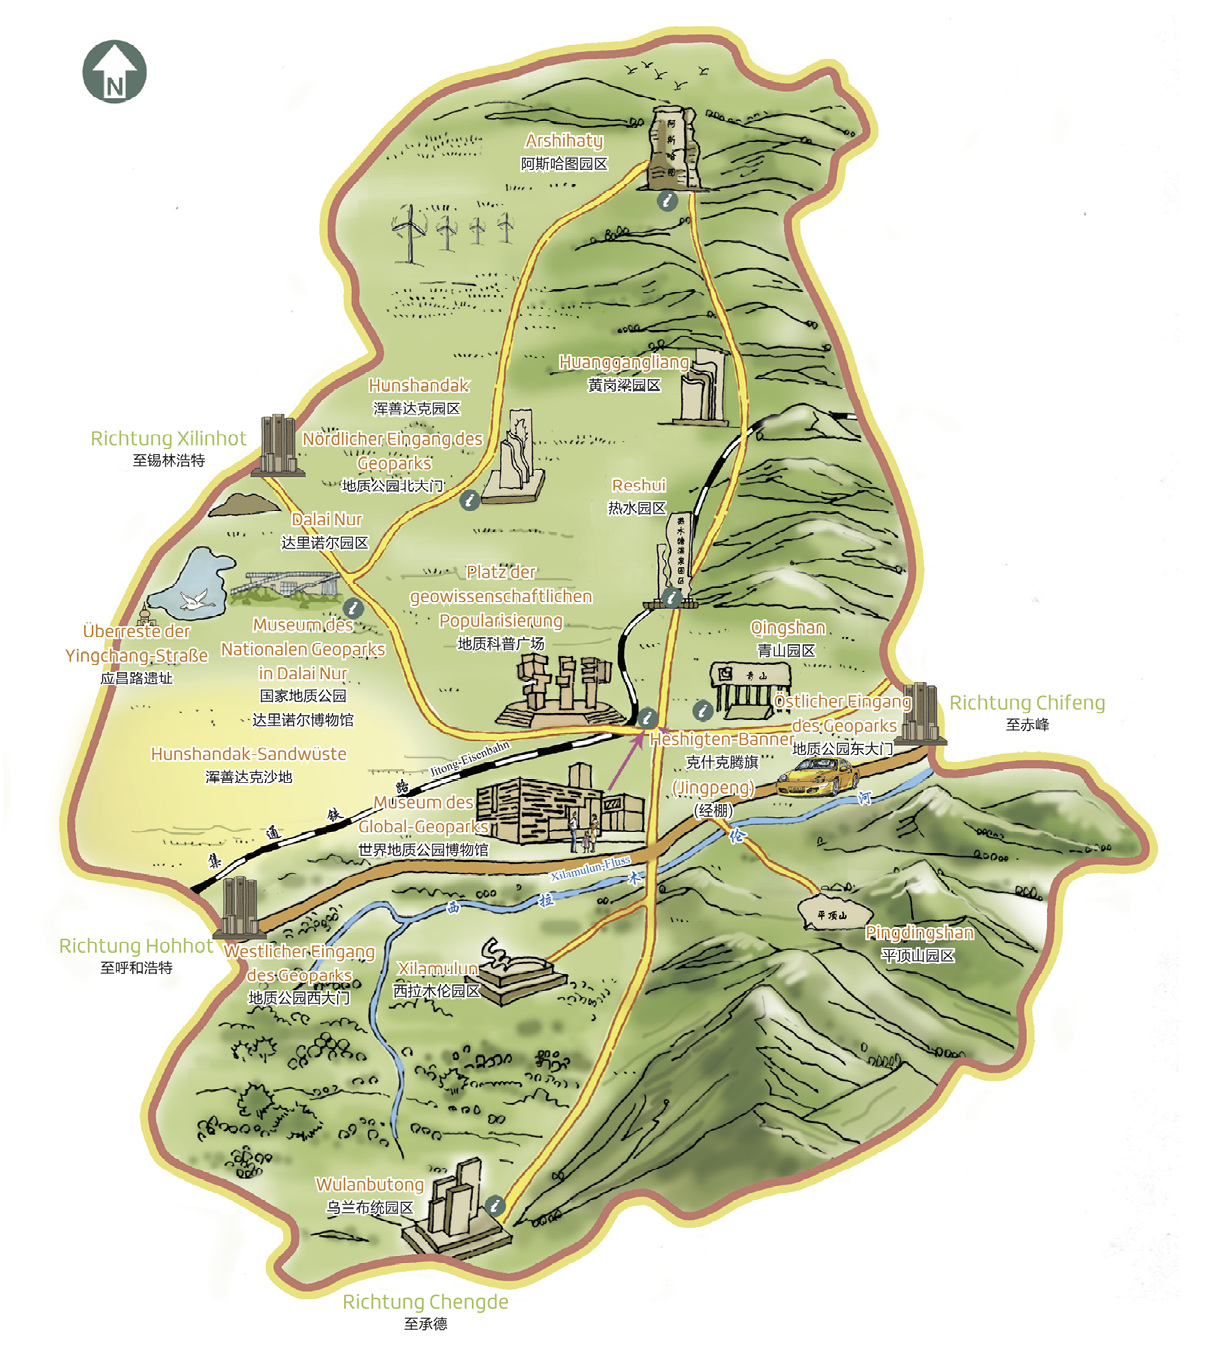 N
阿斯哈图
Arshihaty
阿斯哈图园区
Huanggangliang
黄岗梁园区
Hunshandak
浑善达克园区
Richtung Xilinhot
至锡林浩特
Nördlicher Eingang des
Geoparks
地质公园北大门
Reshui
热水园区
Dalai Nur
达里诺尔园区
Platz der
geowissenschaftlichen
Popularisierung
地质科普广场
Überreste der
Yingchang-Straße
应昌路遗址
Museum des
Nationalen Geoparks
in Dalai Nur
国家地质公园
达里诺尔博物馆
Qingshan
青山园区
青山
Östlicher Eingang
des Geoparks
地质公园东大门
Richtung Chifeng
至赤峰
Heshigten-Banner
克什克腾旗
(Jingpeng)
(经棚)
Hunshandak-Sandwüste
浑善达克沙地
Jitong-Eisenbahn
集通铁路
Museum des
Global-Geoparks
世界地质公园博物馆
Xilamulun-Fluss
西拉木伦河
Richtung Hohhot
至呼和浩特
Westlicher Eingang
des Geoparks
地质公园西大门
Xilamulun
西拉木伦园区
平顶山
Pingdingshan
平顶山园区
Wulanbutong
乌兰布统园区
Richtung Chengde
至承德